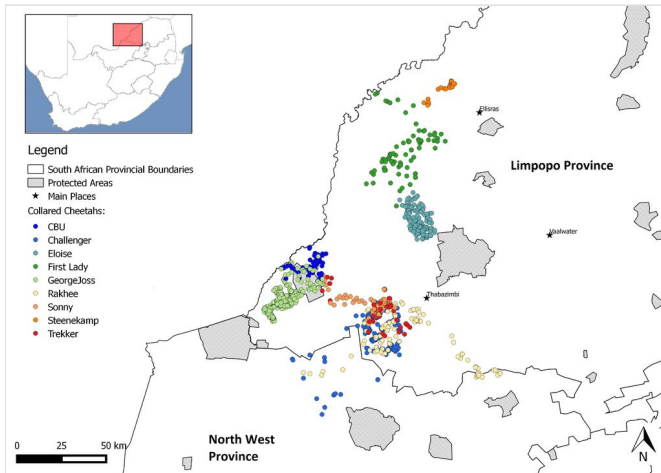 Legend
South African Provincial Boundaries
Protected Areas
Main Places
Collared Cheetahs:
CBU
Challenger
Eloise
First Lady
GeorgeJoss
Rakhee
Sonny
Steenekamp
Trekker
Ellisras
Limpopo Province
Vaalwater
Thabazimbi
North West
Province
0 25 50 km
N